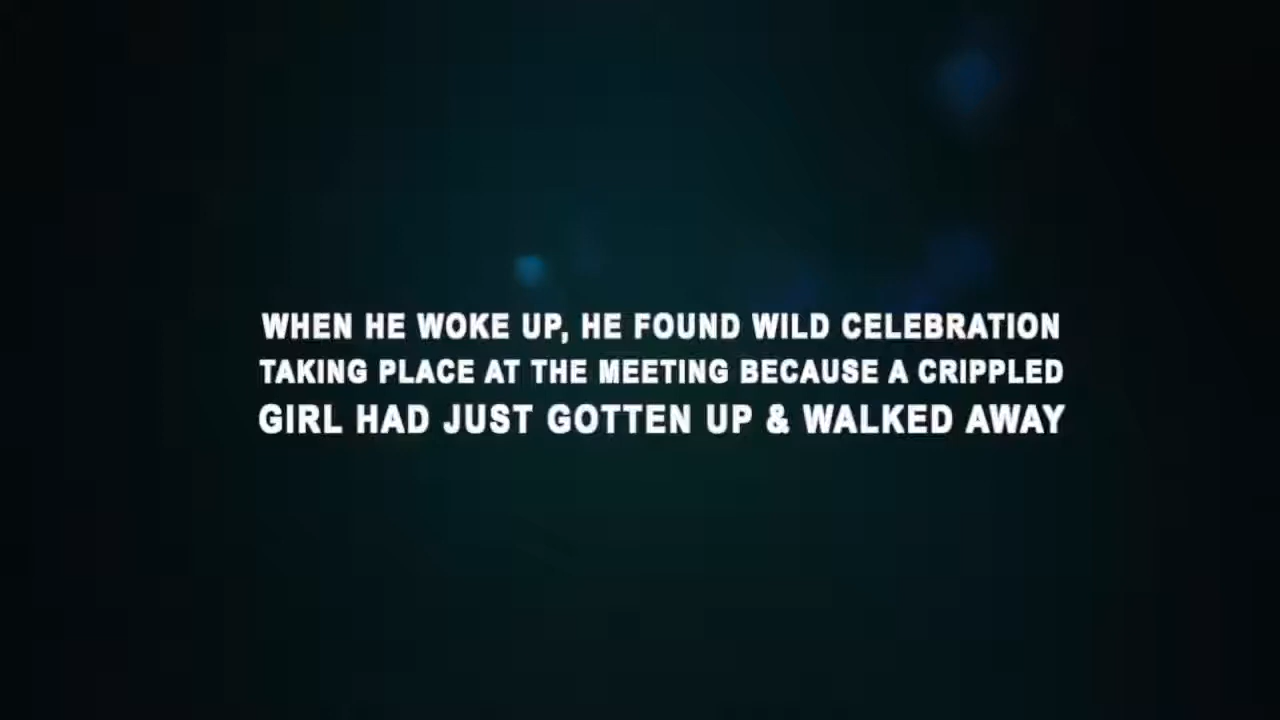 WHEN HE WOKE UP, HE FOUND WILD CELEBRATION
TAKING PLACE AT THE MEETING BECAUSE A CRIPPLED
GIRL HAD JUST GOTTEN UP & WALKED AWAY